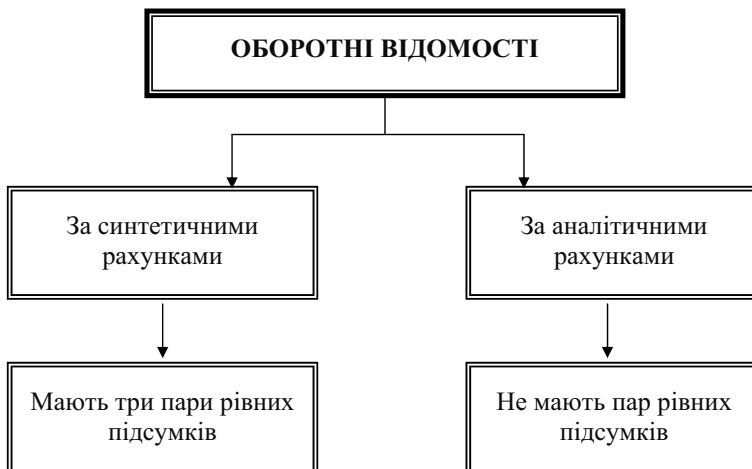 ОБОРОТНІ ВІДОМОСТІ
За синтетичними
рахунками
За аналітичними
рахунками
Мають три пари рівних
підсумків
Не мають пар рівних
підсумків